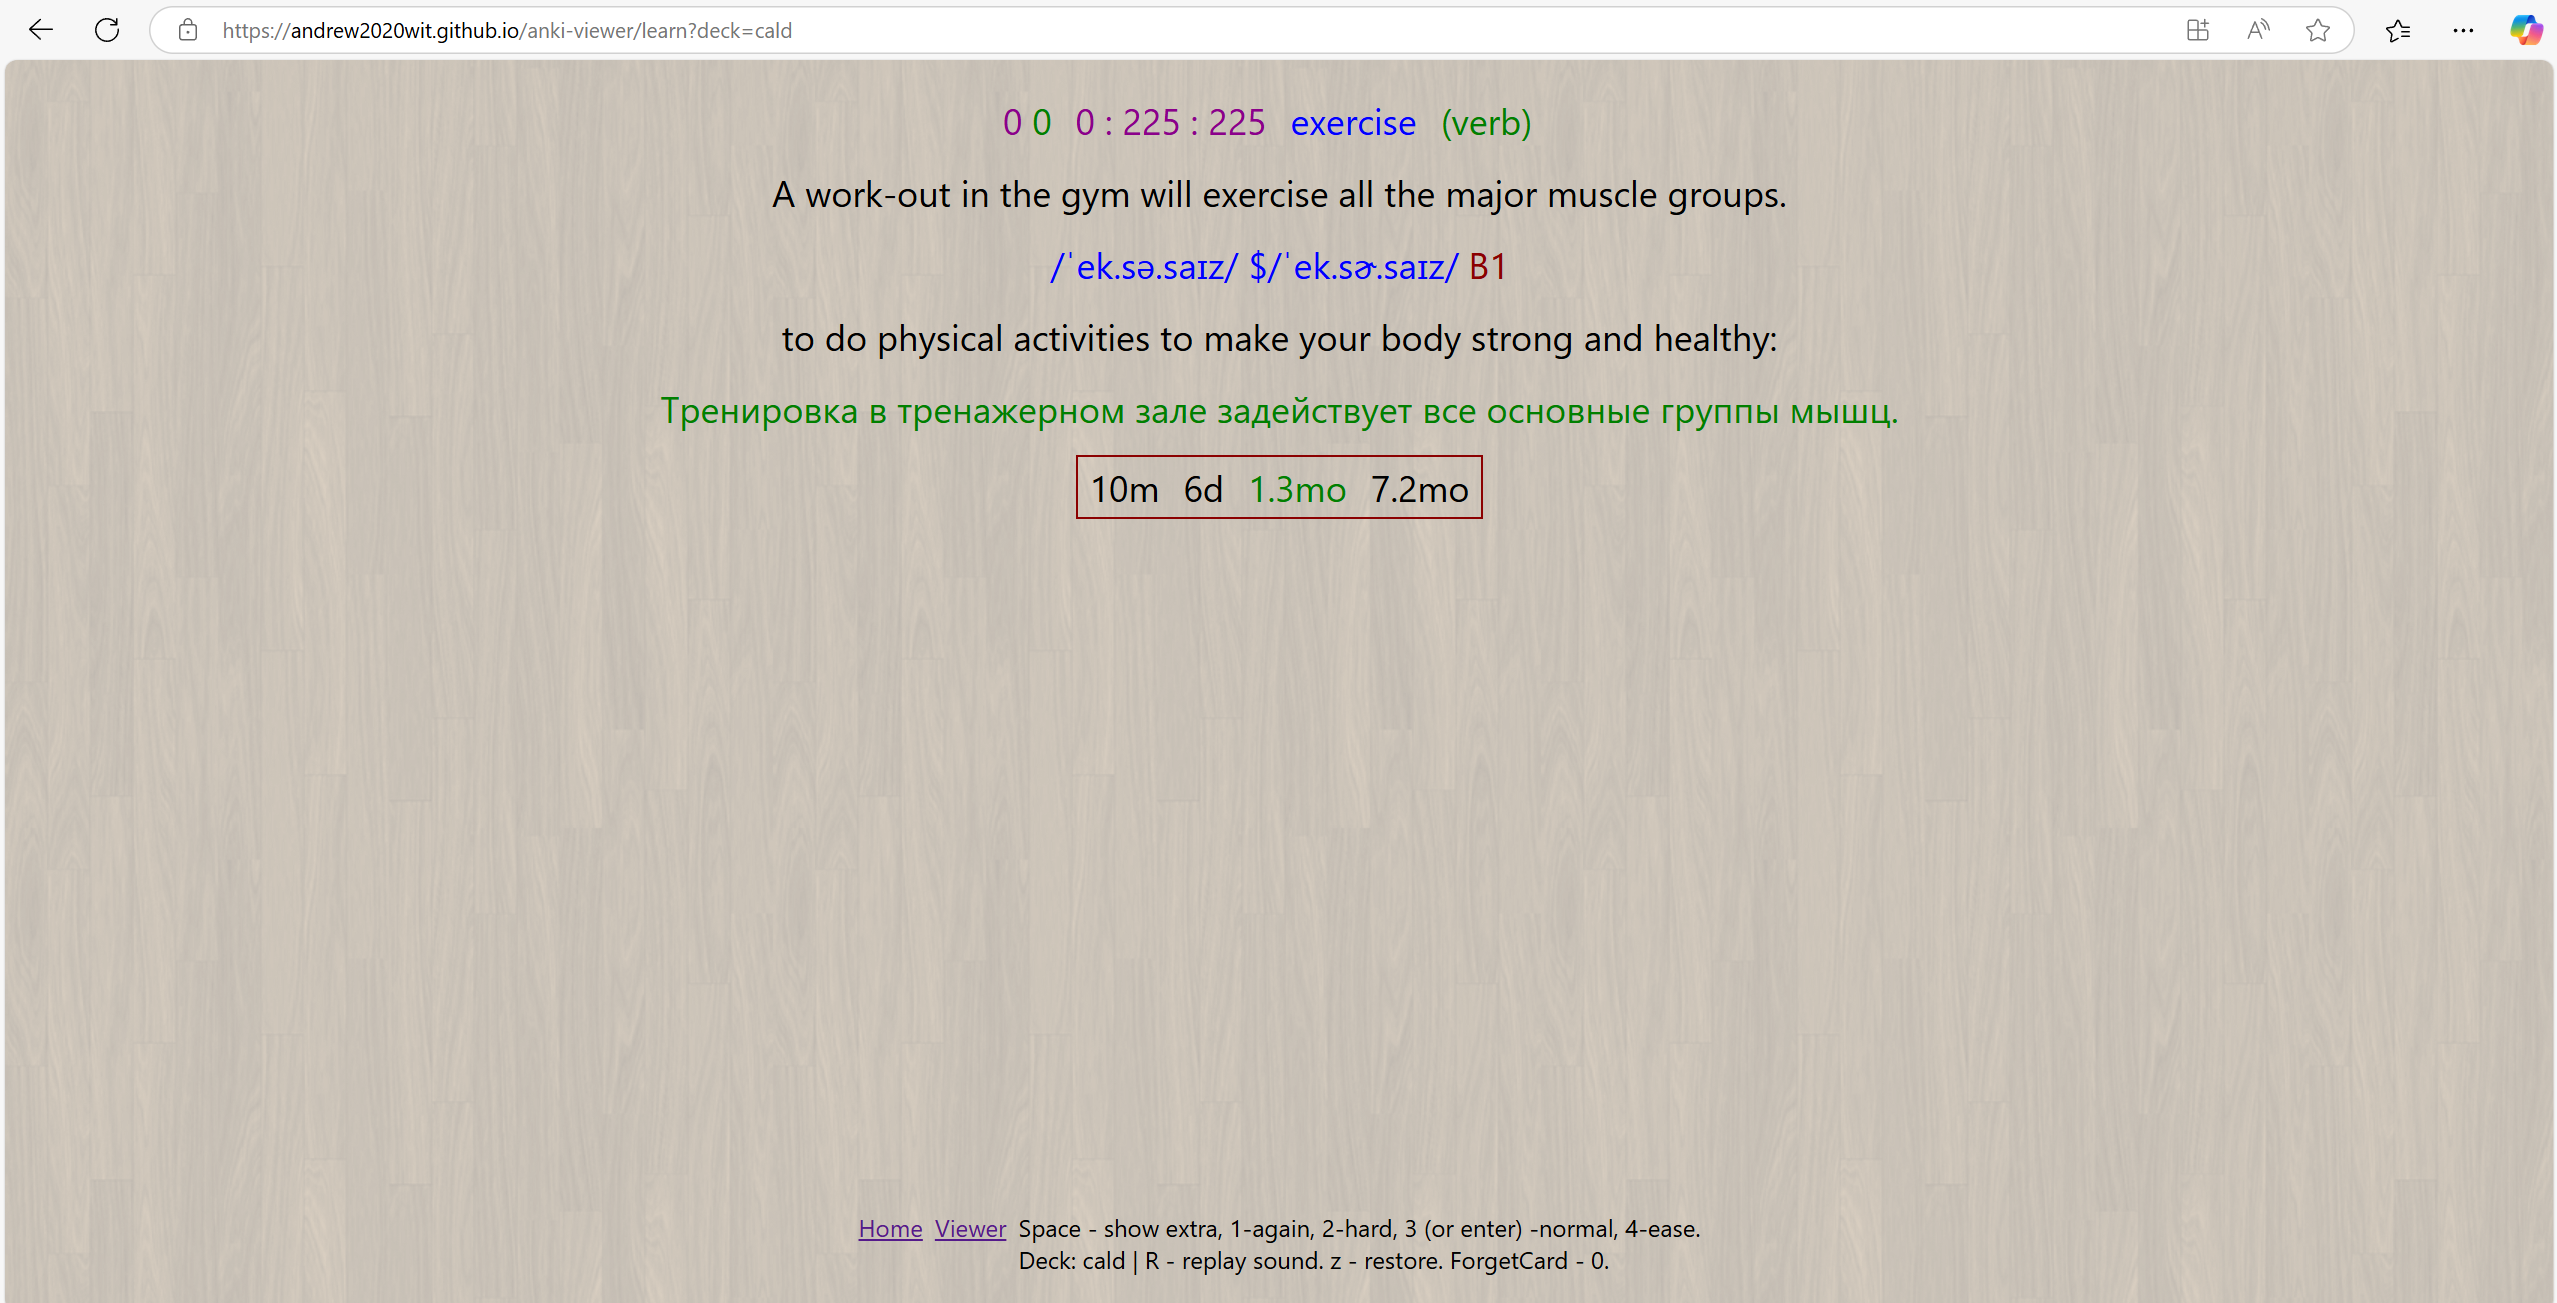 https://andrew2020wit.github.io/anki-viewer/learn?deck=cald
0 0 0 : 225 : 225 exercise (verb)
A work-out in the gym will exercise all the major muscle groups.
/ˈek.sə.saɪz/ $/ˈek.sɚ.saɪz/ B1
to do physical activities to make your body strong and healthy:
Тренировка в тренажерном зале задействует все основные группы мышц.
10m 6d 1.3mo 7.2mo
Home Viewer Space - show extra, 1-again, 2-hard, 3 (or enter) -normal, 4-ease.
Deck: cald | R - replay sound. z - restore. ForgetCard - 0.